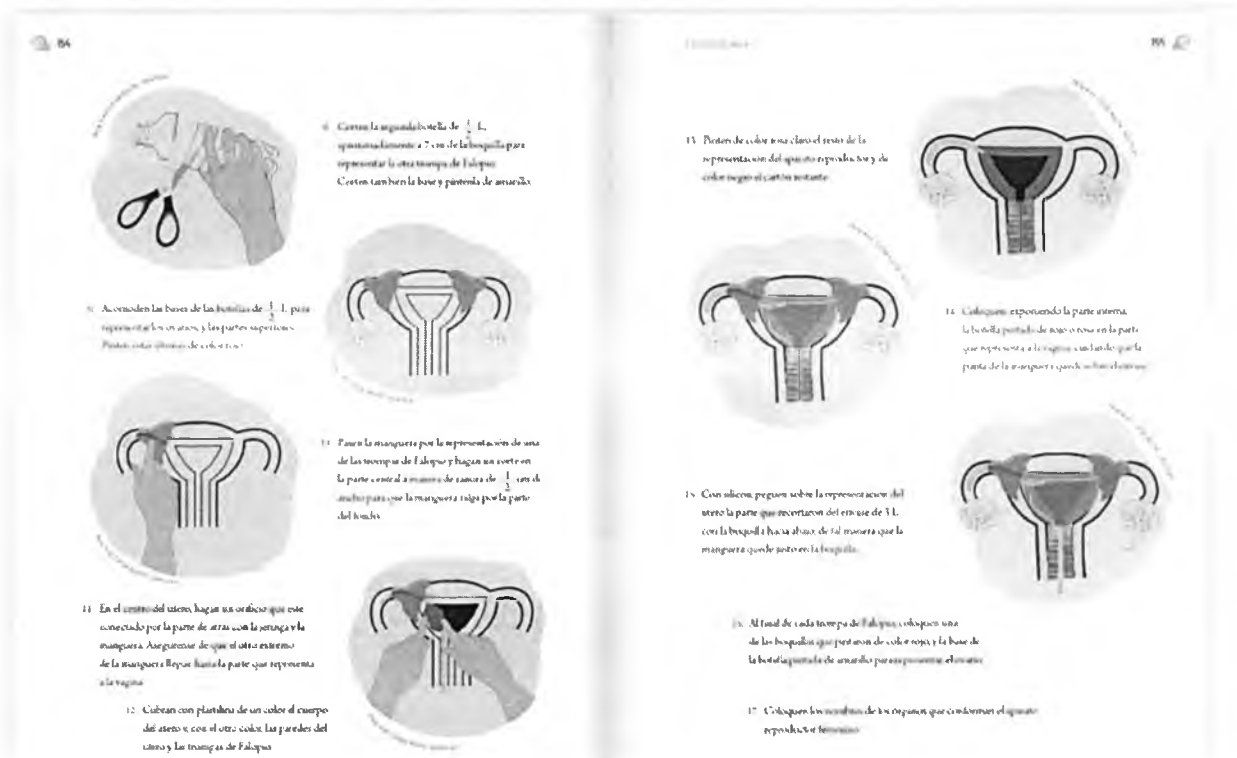 8. Corten la segunda botella de 1/2 L,
aproximadamente a 7 cm de la boquilla para
representar la otra trompa de Falopio.
Corten también la base y píntenla de amarillo.
9. Acomoden las bases de las botellas de 1/2 L para
representar los ovarios, y las partes superiores.
Pinten estas últimas de color rojo.
10. Pasen la manguera por la representación de una
de las trompas de Falopio y hagan un corte en
la parte central a manera de ranura de 1/2 cm de
ancho para que la manguera salga por la parte
del fondo.
11. En el centro del útero, hagan un orificio que esté
conectado por la parte de atrás con la jeringa y la
manguera. Asegúrense de que el otro extremo
de la manguera llegue hasta la parte que representa
a la vagina.
12. Cubran con plastilina de un color el cuerpo
del útero y, con el otro color, las paredes del
útero y las trompas de Falopio.
13. Pinten de color rosa claro el resto de la
representación del aparato reproductor y de
color negro el cartón restante.
14. Coloquen, exponiendo la parte interna,
la botella pintada de rojo o rosa en la parte
que representa a la vagina, cuidando que la
punta de la manguera quede sobre el envase.
15. Con silicón, peguen sobre la representación del
útero la parte que recortaron del envase de 3 L,
con la boquilla hacia abajo, de tal manera que la
manguera quede justo en la boquilla.
16. Al final de cada trompa de Falopio, coloquen una
de las boquillas que pintaron de color rojo, y la base de
la botella pintada de amarillo para representar el ovario.
17. Coloquen los nombres de los órganos que conforman el aparato
reproductor femenino.